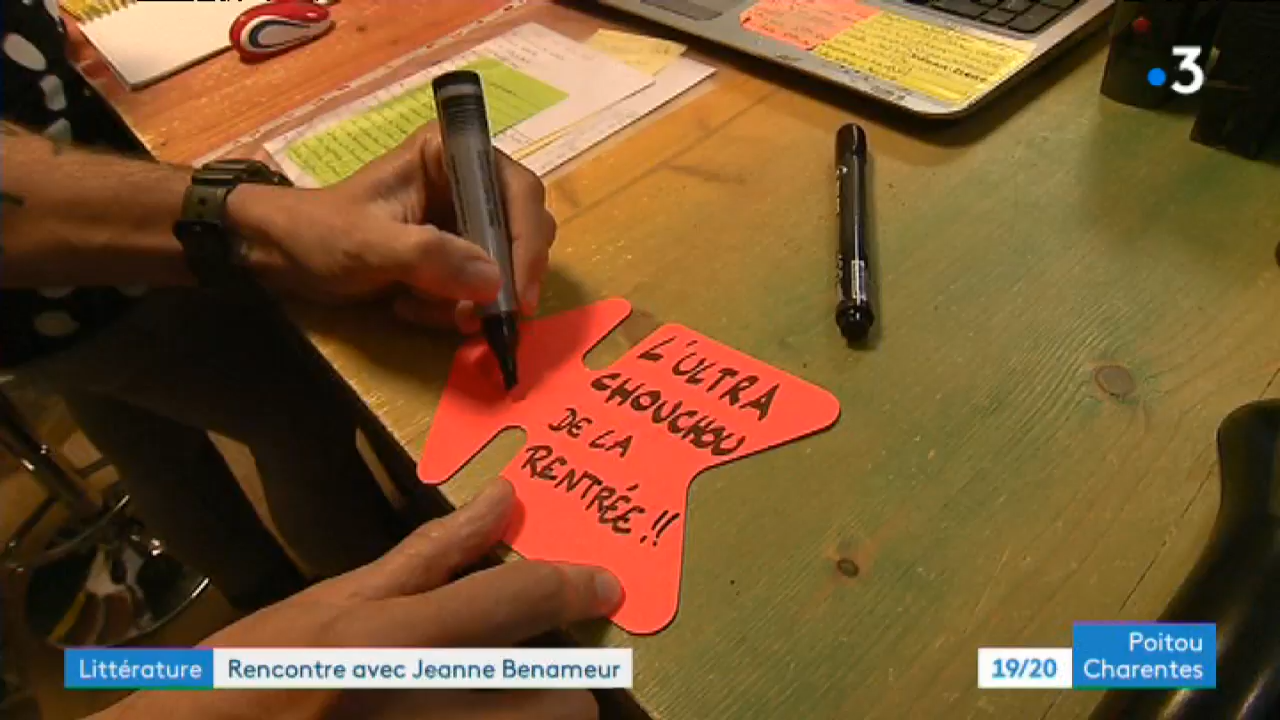 3
L'ULTRA
CHOUCHOU
DE LA
RENTRÉE !!
Littérature
Rencontre avec Jeanne Benameur
19/20
Poitou
Charentes